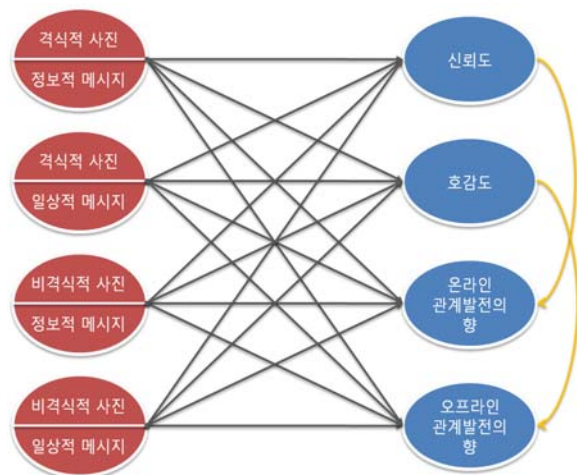 격식적 사진
정보적 메시지
격식적 사진
일상적 메시지
비격식적 사진
정보적 메시지
비격식적 사진
일상적 메시지
신뢰도
호감도
온라인
관계발전의
향
오프라인
관계발전의
향